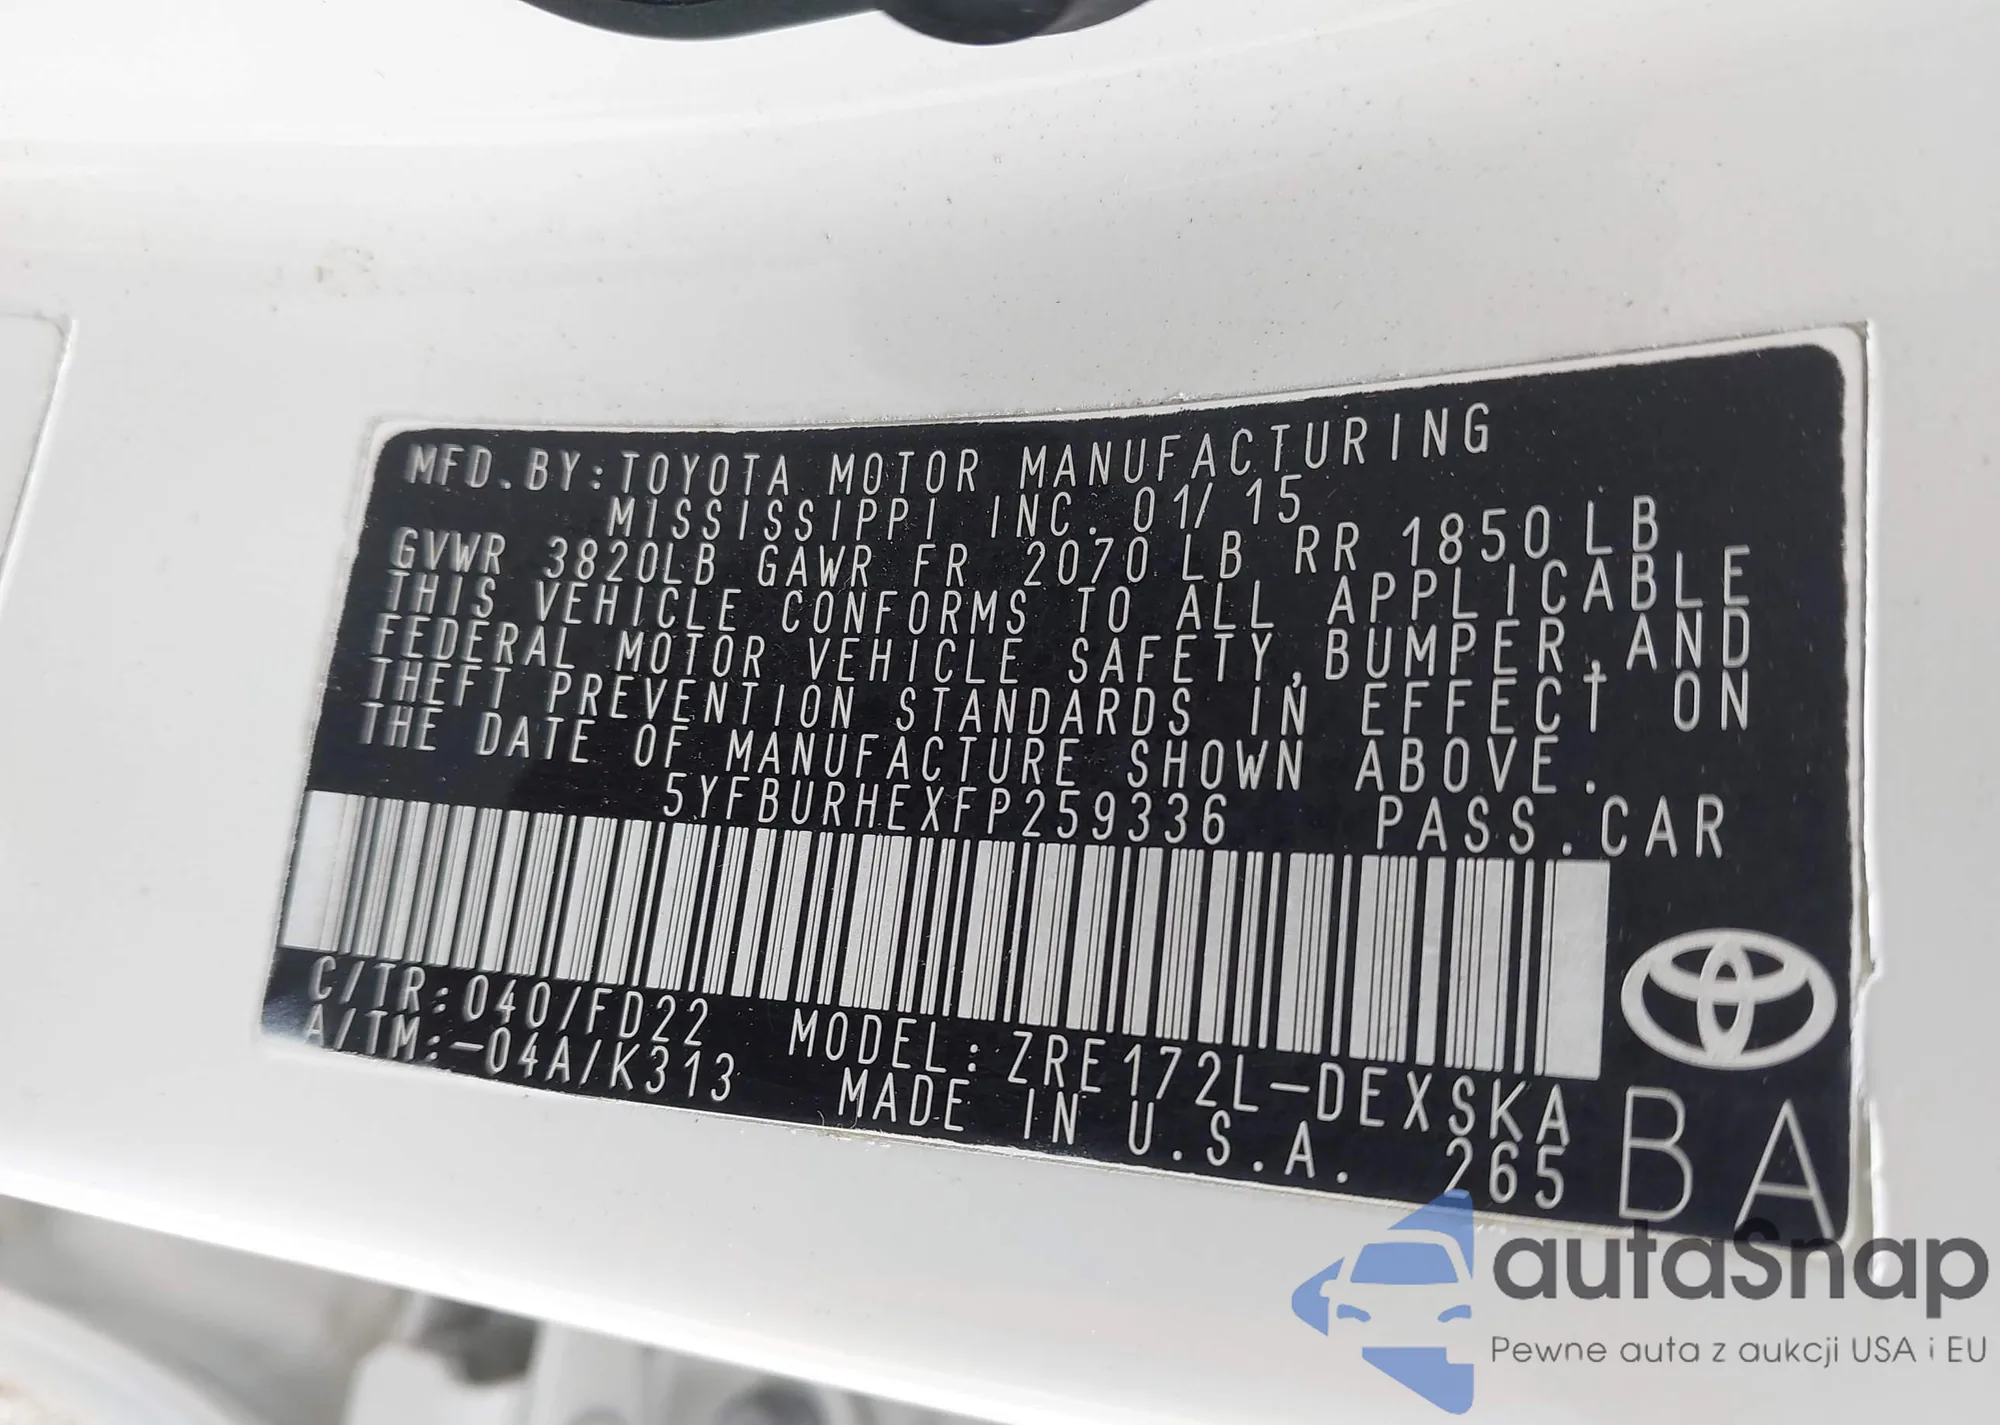 MFD.BY:TOYOTA MOTOR MANUFACTURING
MISSISSIPPI INC. 01/15
GVWR 3820LB GAWR FR 2070LB RR 1850LB
THIS VEHICLE CONFORMS TO ALL APPLICABLE
FEDERAL MOTOR VEHICLE SAFETY,BUMPER,AND
THEFT PREVENTION STANDARDS IN EFFECT ON
THE DATE OF MANUFACTURE SHOWN ABOVE.
5YFBURHEXFP259336 PASS.CAR
C/TR:040/FD22 MODEL:ZRE172L-DEXSKA
A/TM:-04A/K313 MADE IN U.S.A. 265
BA
autaSnap
Pewne auta z aukcji USA i EU